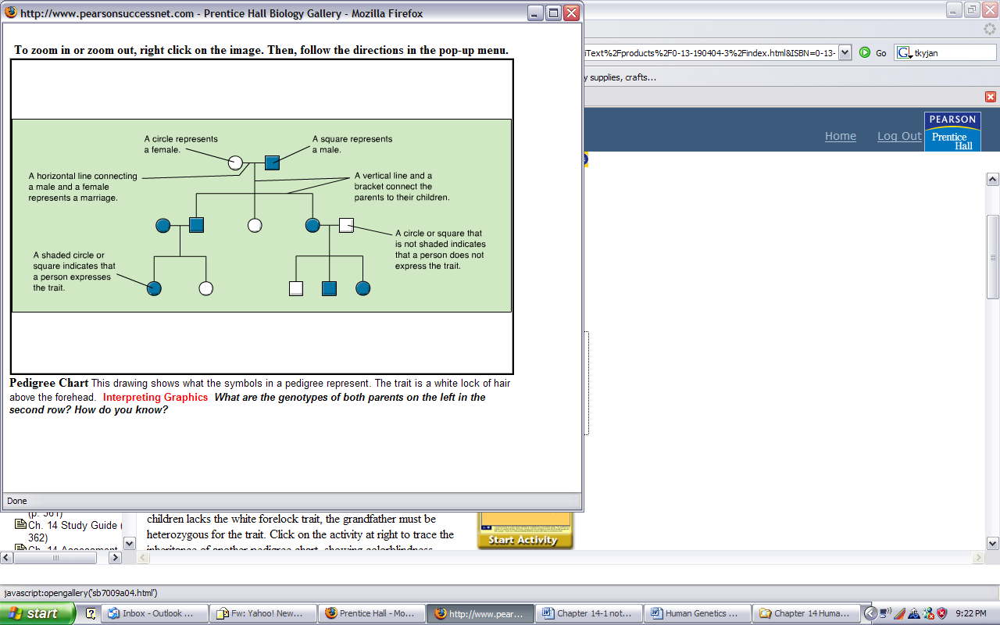 http://www.pearsonsuccessnet.com - Prentice Hall Biology Gallery - Mozilla Firefox
To zoom in or zoom out, right click on the image. Then, follow the directions in the pop-up menu.
A circle represents
a female.
A square represents
a male.
A horizontal line connecting
a male and a female
represents a marriage.
A vertical line and a
bracket connect the
parents to their children.
A circle or square that
is not shaded indicates
that a person does not
express the trait.
A shaded circle or
square indicates that
a person expresses
the trait.
Pedigree Chart This drawing shows what the symbols in a pedigree represent. The trait is a white lock of hair
above the forehead. Interpreting Graphics What are the genotypes of both parents on the left in the
second row? How do you know?
Done
iText%2Fproducts%2F0-13-190404-3%2Findex.html&ISBN=0-13-
Go
tkyjan
y supplies, crafts...
Home
Log Out
PEARSON
Prentice
Hall
(p. 361)
Ch. 14 Study Guide (
362)
Ch. 14 Assessment
children lacks the white forelock trait, the grandfather must be
heterozygous for the trait. Click on the activity at right to trace the
inheritance of another pedigree chart, showing colorblindness
Start Activity
javascript:opengallery('sb7009a04.html')
start
Inbox - Outlook ...
Fw: Yahoo! New...
Prentice Hall - Mo...
http://www.pear...
Chapter 14-1 not...
Human Genetics ...
Chapter 14 Huma...
9:22 PM